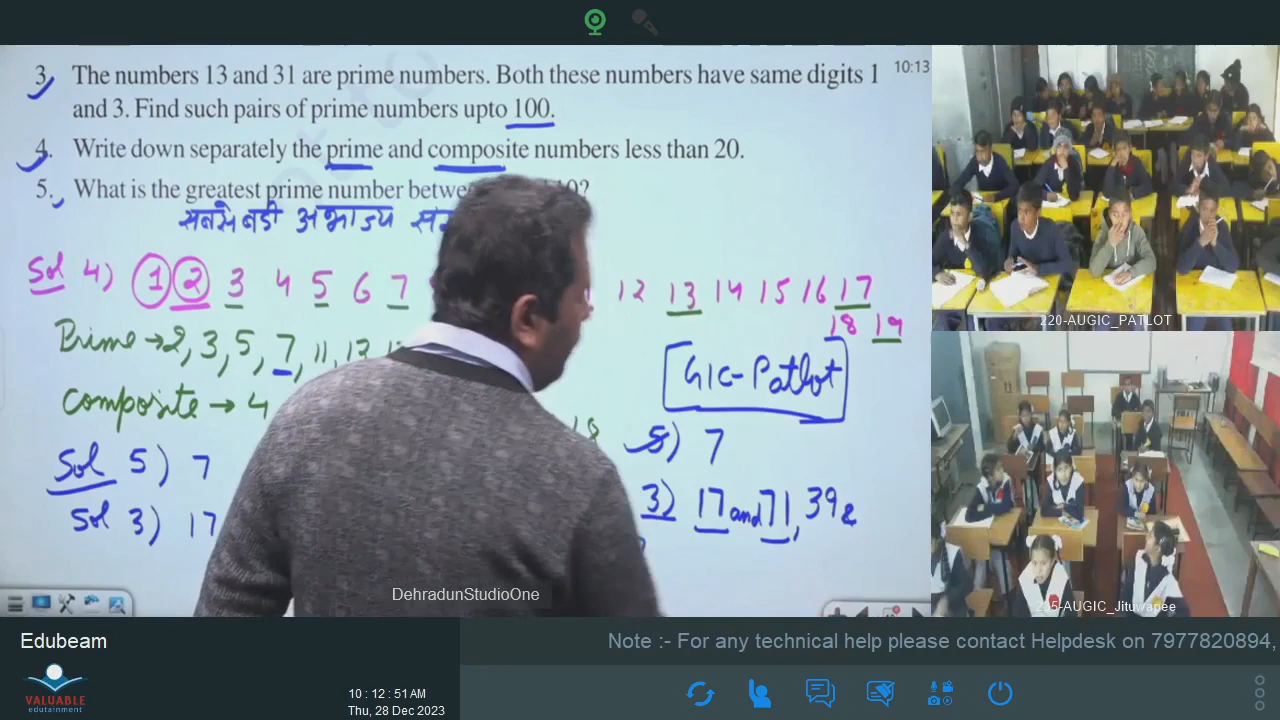 3. The numbers 13 and 31 are prime numbers. Both these numbers have same digits 1
and 3. Find such pairs of prime numbers upto 100.
10:13
4. Write down separately the prime and composite numbers less than 20.
5. What is the greatest prime number 10?
सबसे बडी अभाज्य
Sol 4) 1 2 3 4 5 6 7 12 13 14 15 16 17
18 19
Prime → 2, 3, 5, 7, 11, 13,
GIC-Patlot
Composite → 4 18
Sol 5) 7
5) 7
Sol 3) 17
3) 17 and 71, 39 &
DehradunStudioOne
220-AUGIC_PATLOT
205-AUGIC_Jituwapee
Edubeam
Note :- For any technical help please contact Helpdesk on 7977820894,
VALUABLE
edutainment
10 : 12 : 51 AM
Thu, 28 Dec 2023